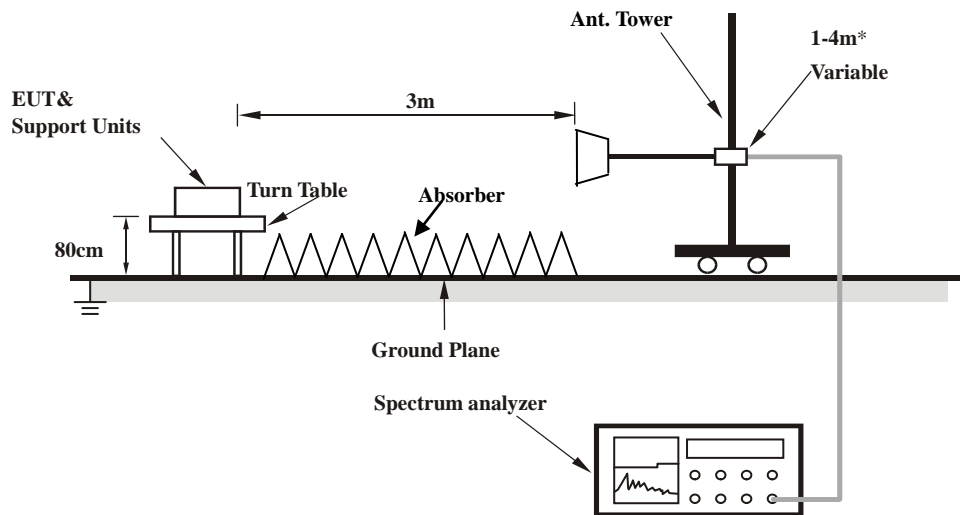 Ant. Tower
1-4m*
Variable
3m
EUT&
Support Units
Turn Table
Absorber
80cm
Ground Plane
Spectrum analyzer